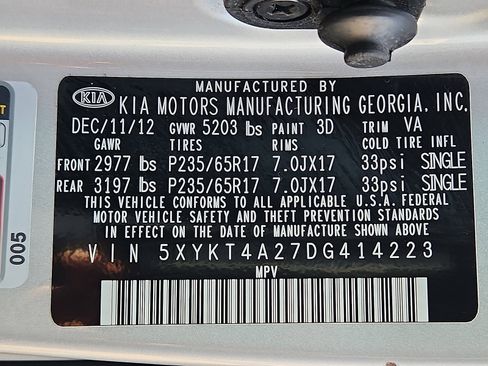 MANUFACTURED BY
KIA KIA MOTORS MANUFACTURING GEORGIA, INC.
DEC/11/12 GVWR 5203 lbs PAINT 3D TRIM VA
GAWR TIRES RIMS COLD TIRE INFL
FRONT 2977 lbs P235/65R17 7.0JX17 33psi SINGLE
REAR 3197 lbs P235/65R17 7.0JX17 33psi SINGLE
THIS VEHICLE CONFORMS TO ALL APPLICABLE U.S.A. FEDERAL
MOTOR VEHICLE SAFETY AND THEFT PREVENTION STANDARDS
IN EFFECT ON THE DATE OF MANUFACTURE SHOWN ABOVE.
VIN 5XYKT4A27DG414223
MPV
005